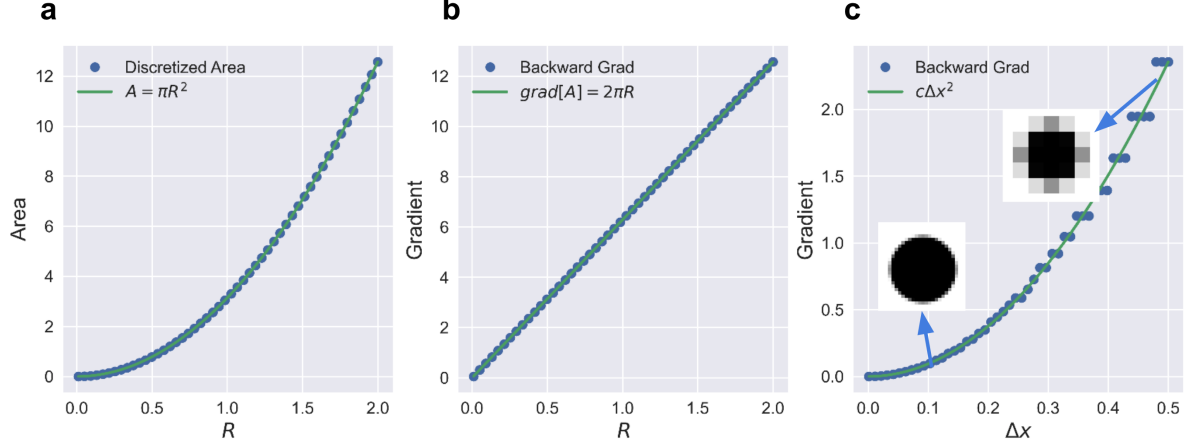 a
Discretized Area
A = πR²
Area
12
10
8
6
4
2
0
0.0 0.5 1.0 1.5 2.0
R
b
Backward Grad
grad[A] = 2πR
Gradient
12
10
8
6
4
2
0
0.0 0.5 1.0 1.5 2.0
R
c
Backward Grad
cΔx²
Gradient
2.0
1.5
1.0
0.5
0.0
0.0 0.1 0.2 0.3 0.4 0.5
Δx